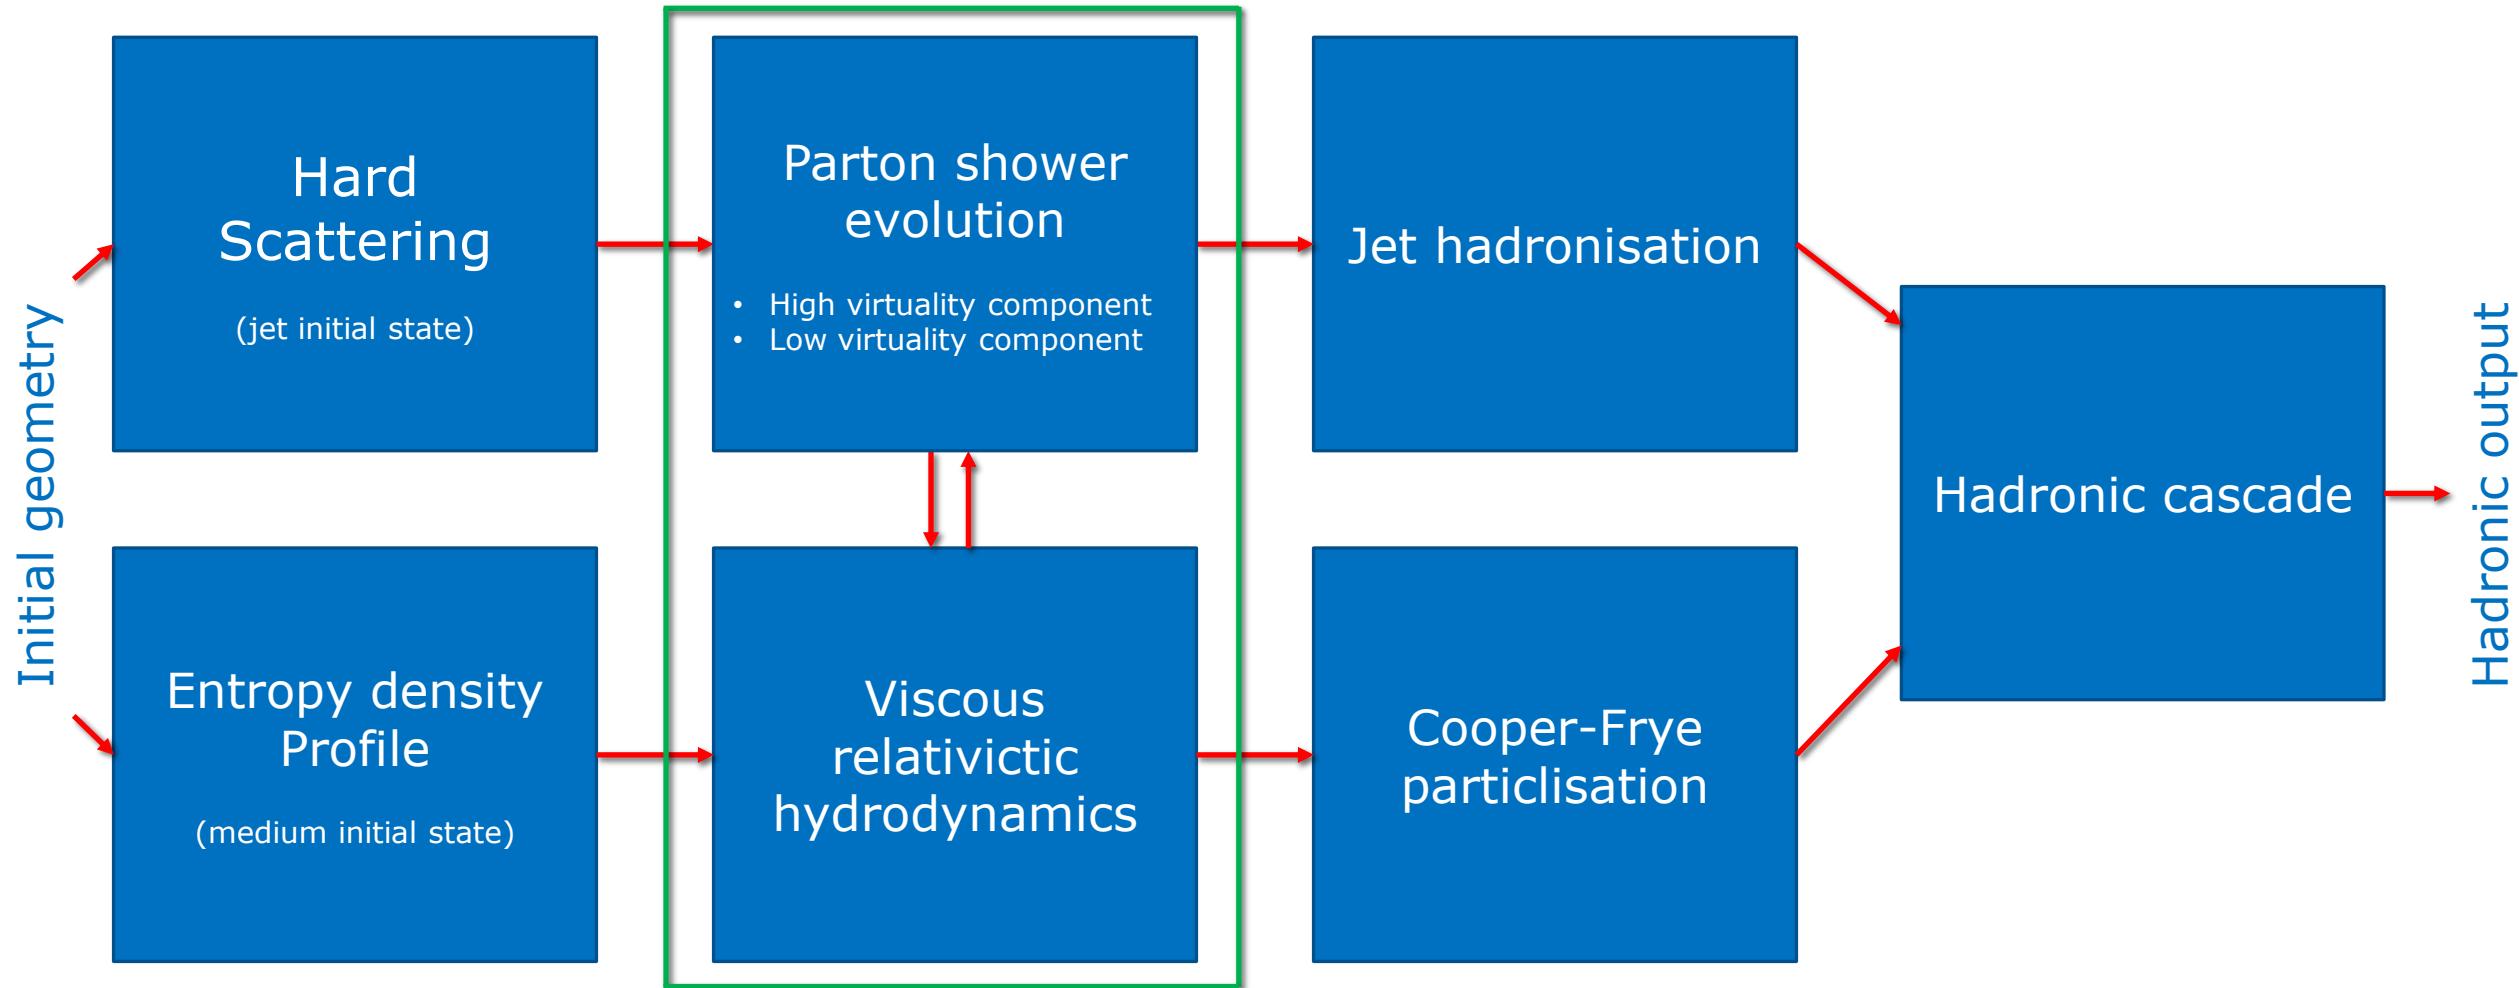 Initial geometry
Hard
Scattering
(jet initial state)
Parton shower
evolution
• High virtuality component
• Low virtuality component
Jet hadronisation
Entropy density
Profile
(medium initial state)
Viscous
relativictic
hydrodynamics
Cooper-Frye
particlisation
Hadronic cascade
Hadronic output